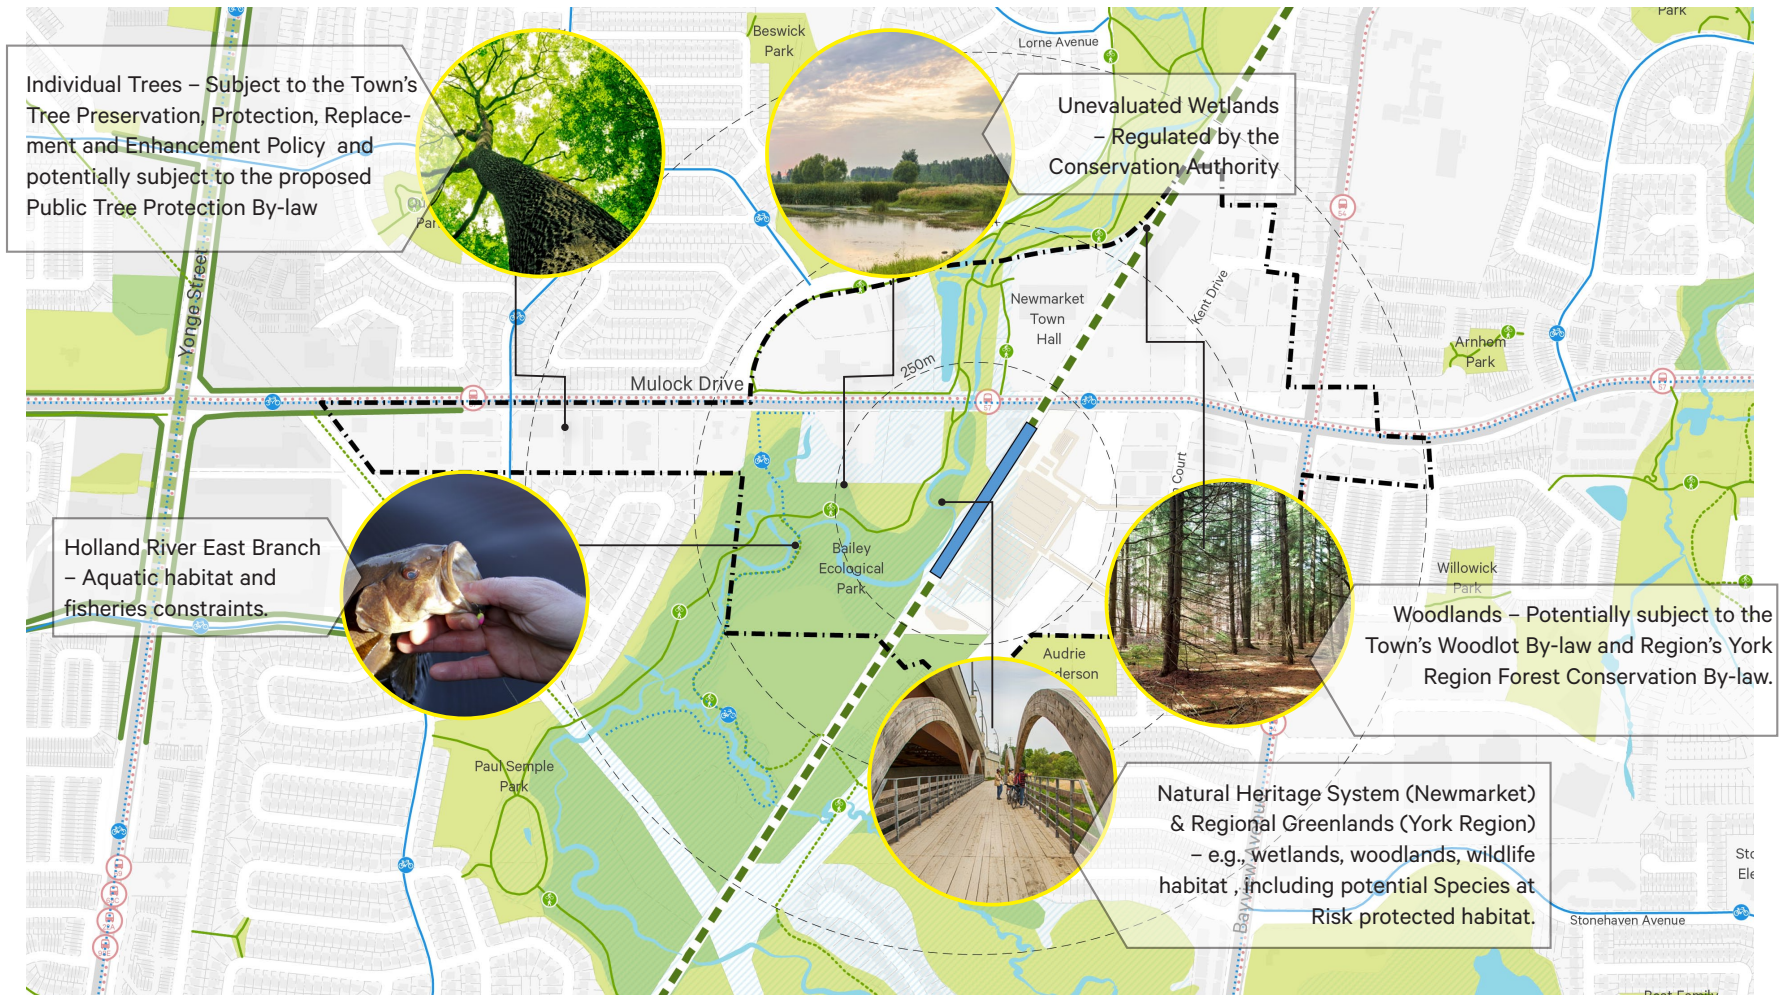 Park
Beswick
Park
Lorne Avenue
Individual Trees – Subject to the Town's
Tree Preservation, Protection, Replace-
ment and Enhancement Policy and
potentially subject to the proposed
Public Tree Protection By-law
Unevaluated Wetlands
– Regulated by the
Conservation Authority
54
Yonge Street
Kent Drive
Newmarket
Town
Hall
Arnhem
Park
250m
Mulock Drive
57
57
Court
Holland River East Branch
– Aquatic habitat and
fisheries constraints.
Bailey
Ecological
Park
Willowick
Park
Woodlands – Potentially subject to the
Town's Woodlot By-law and Region's York
Region Forest Conservation By-law.
Audrie
Paul Semple
Park
Natural Heritage System (Newmarket)
& Regional Greenlands (York Region)
– e.g., wetlands, woodlands, wildlife
habitat , including potential Species at
Risk protected habitat.
Bayview Avenue
Stonehaven Avenue